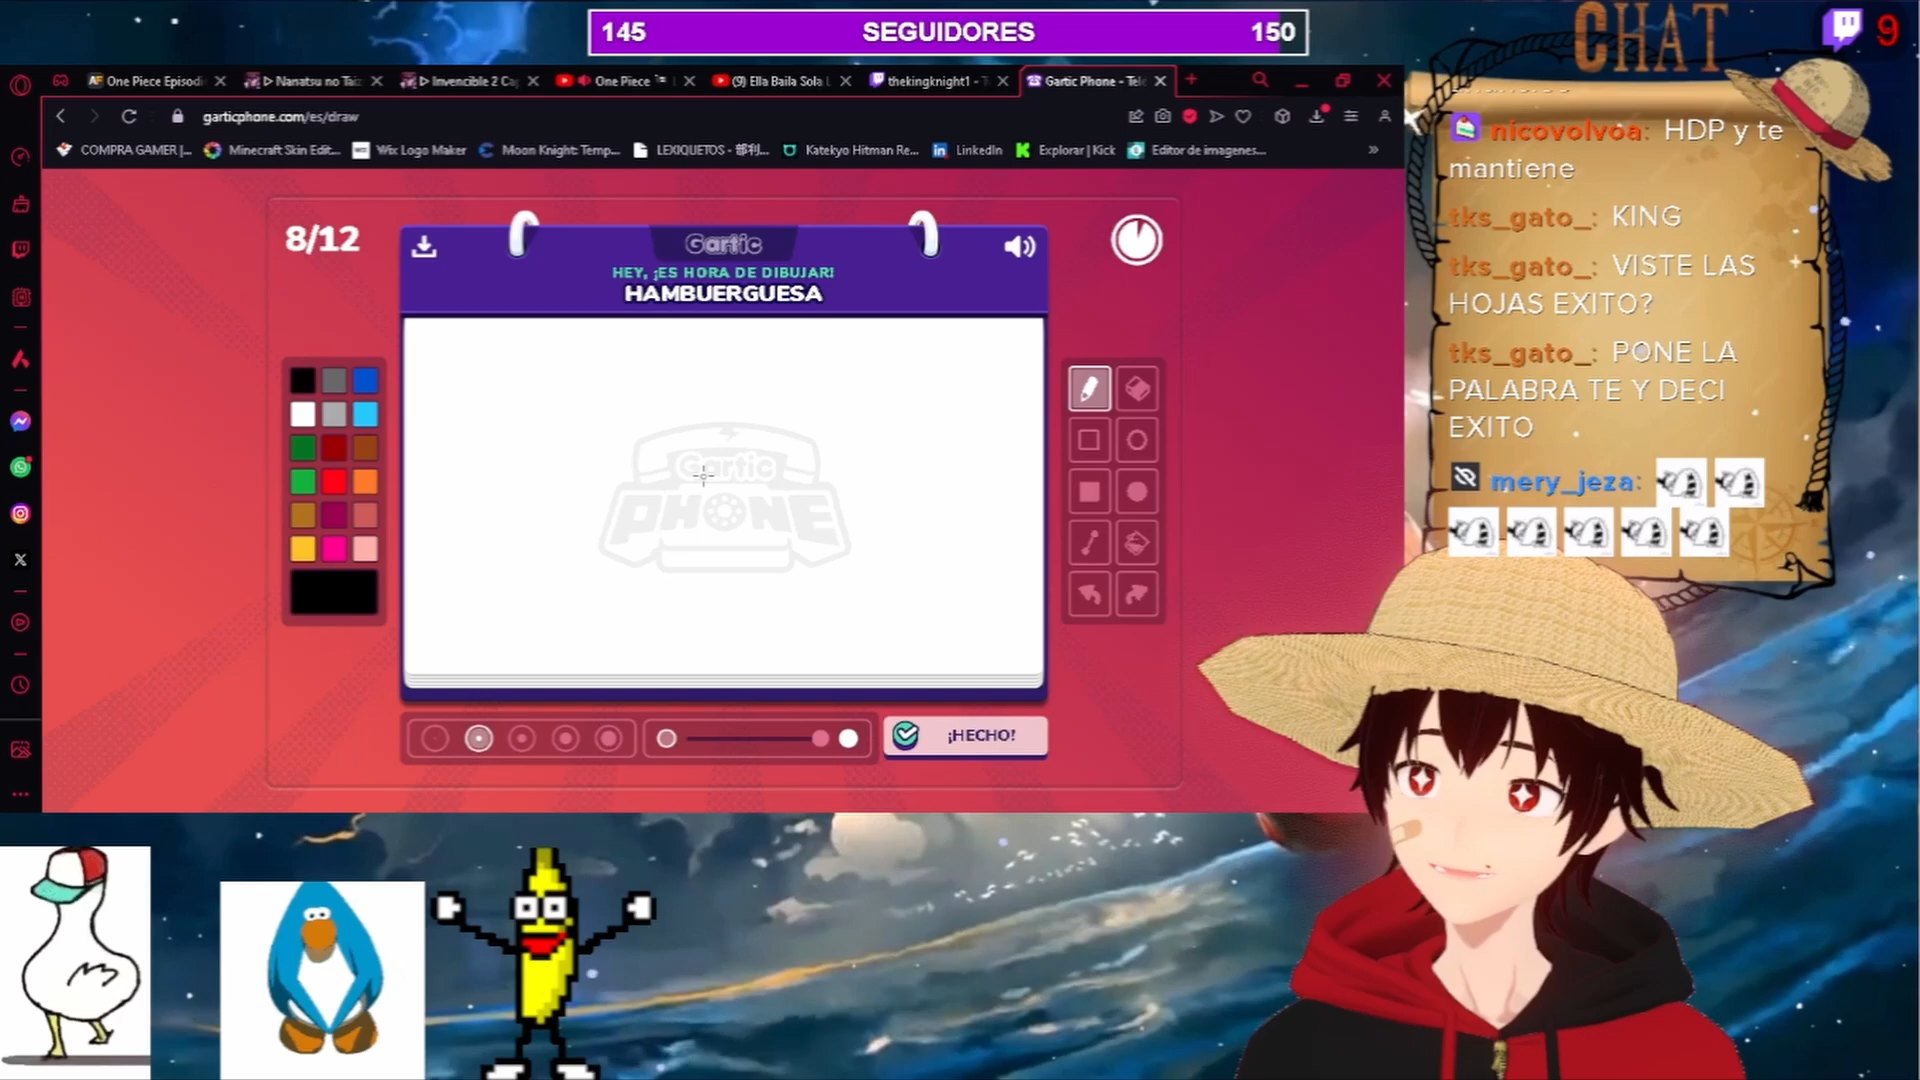 145 SEGUIDORES 150
CHAT
9
One Piece Episodi
▷ Nanatsu no Taiz
▷ Invencible 2 Ca
One Piece
(9) Ella Baila Sola
thekingknight1 - T
Gartic Phone - Tele
garticphone.com/es/draw
COMPRA GAMER |...
Minecraft Skin Edit...
Wix Logo Maker
Moon Knight: Temp...
LEXIQUETOS -
Katekyo Hitman Re...
LinkedIn
Explorar | Kick
Editor de imagenes...
nicovolvoa: HDP y te
mantiene
tks_gato_: KING
tks_gato_: VISTE LAS
HOJAS EXITO?
tks_gato_: PONE LA
PALABRA TE Y DECI
EXITO
mery_jeza:
8/12
Gartic
HEY, ¡ES HORA DE DIBUJAR!
HAMBUERGUESA
Gartic
PHONE
¡HECHO!